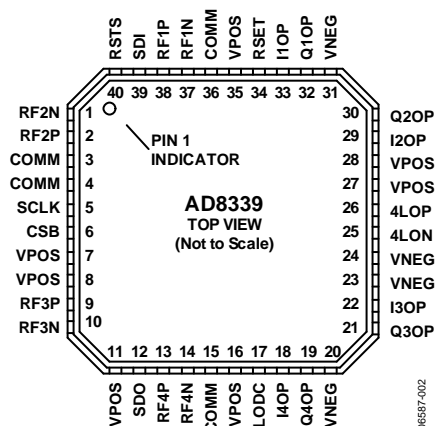 RSTS SDI RF1P RF1N COMM VPOS RSET I1OP Q1OP VNEG
40 39 38 37 36 35 34 33 32 31
RF2N 1
RF2P 2
COMM 3
COMM 4
SCLK 5
CSB 6
VPOS 7
VPOS 8
RF3P 9
RF3N 10
PIN 1
INDICATOR
AD8339
TOP VIEW
(Not to Scale)
30 Q2OP
29 I2OP
28 VPOS
27 VPOS
26 4LOP
25 4LON
24 VNEG
23 VNEG
22 I3OP
21 Q3OP
11 12 13 14 15 16 17 18 19 20
VPOS SDO RF4P RF4N COMM VPOS LODC I4OP Q4OP VNEG
06587-002